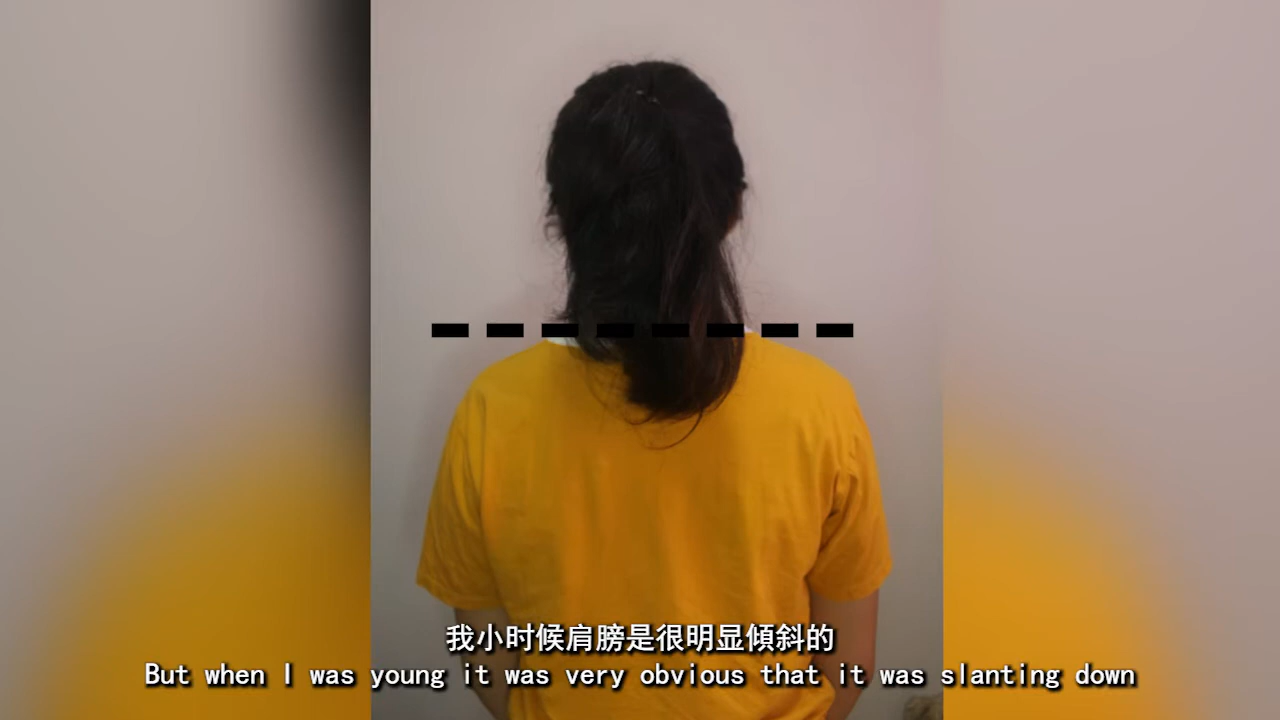 我小时候肩膀是很明显傾斜的
But when I was young it was very obvious that it was slanting down